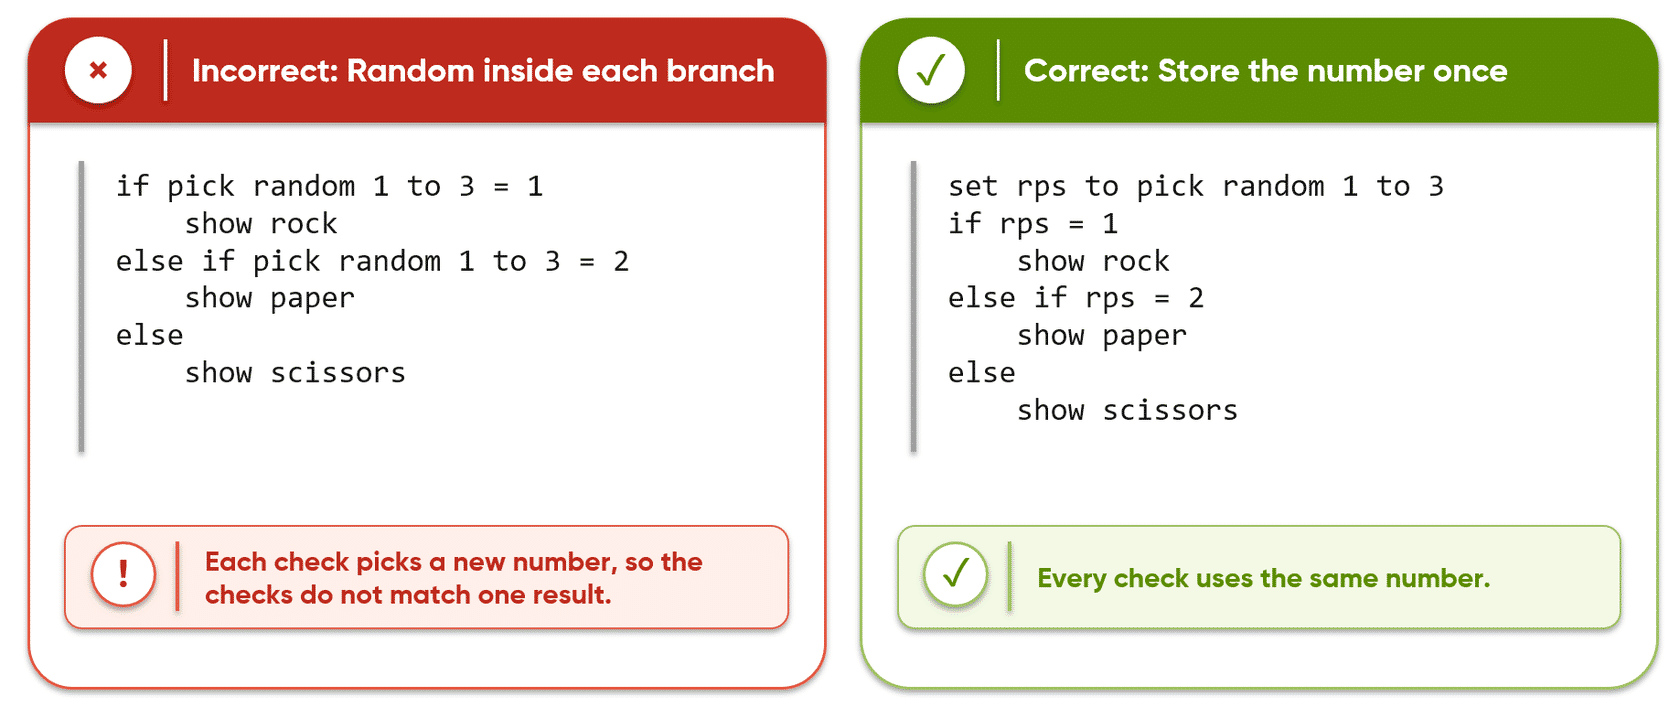 × Incorrect: Random inside each branch
if pick random 1 to 3 = 1
    show rock
else if pick random 1 to 3 = 2
    show paper
else
    show scissors
! Each check picks a new number, so the
checks do not match one result.
✓ Correct: Store the number once
set rps to pick random 1 to 3
if rps = 1
    show rock
else if rps = 2
    show paper
else
    show scissors
✓ Every check uses the same number.